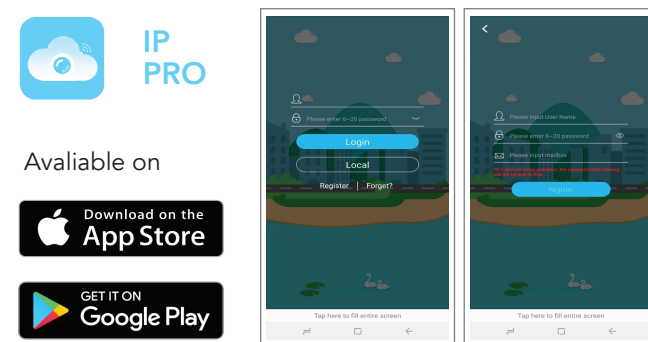 IP
PRO
Avaliable on
Download on the
App Store
GET IT ON
Google Play
Please enter 6~20 password
Login
Local
Register | Forget?
Tap here to fill entire screen
Please input User Name
Please enter 6~20 password
Please input mailbox
Register
Tap here to fill entire screen